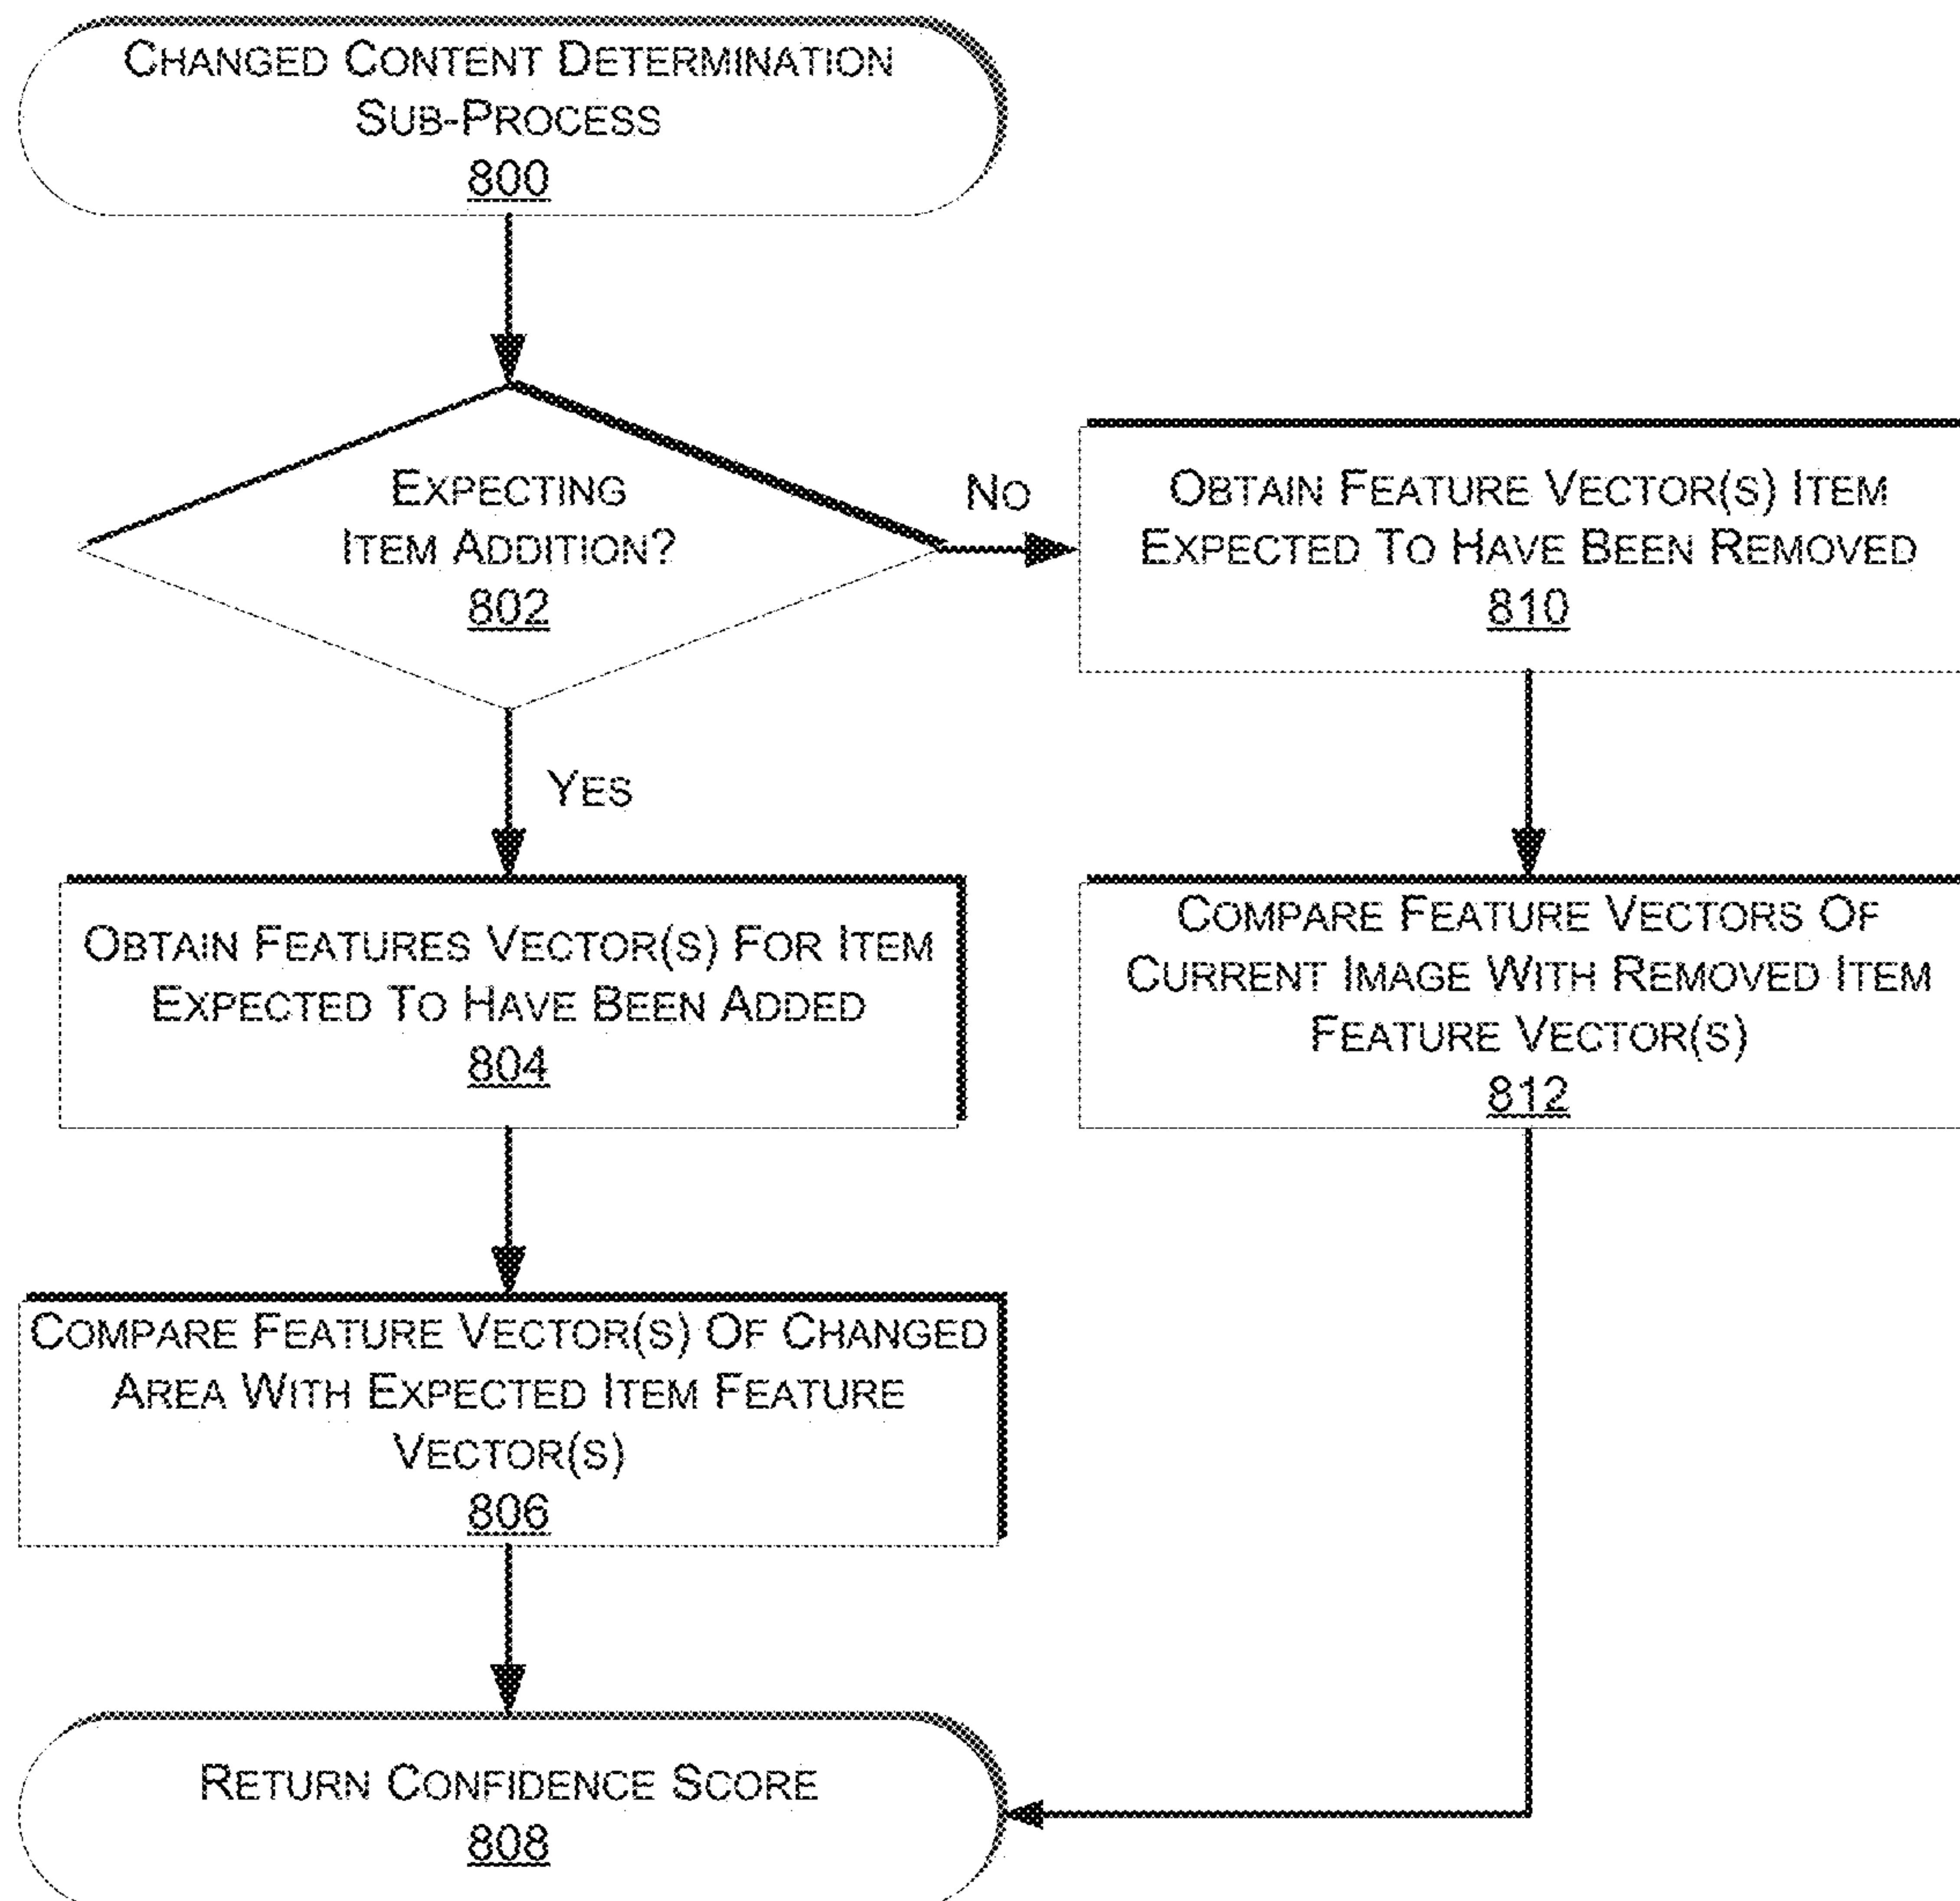 CHANGED CONTENT DETERMINATION
SUB-PROCESS
800
EXPECTING
ITEM ADDITION?
802
NO
OBTAIN FEATURE VECTOR(S) ITEM
EXPECTED TO HAVE BEEN REMOVED
810
YES
OBTAIN FEATURES VECTOR(S) FOR ITEM
EXPECTED TO HAVE BEEN ADDED
804
COMPARE FEATURE VECTORS OF
CURRENT IMAGE WITH REMOVED ITEM
FEATURE VECTOR(S)
812
COMPARE FEATURE VECTOR(S) OF CHANGED
AREA WITH EXPECTED ITEM FEATURE
VECTOR(S)
806
RETURN CONFIDENCE SCORE
808